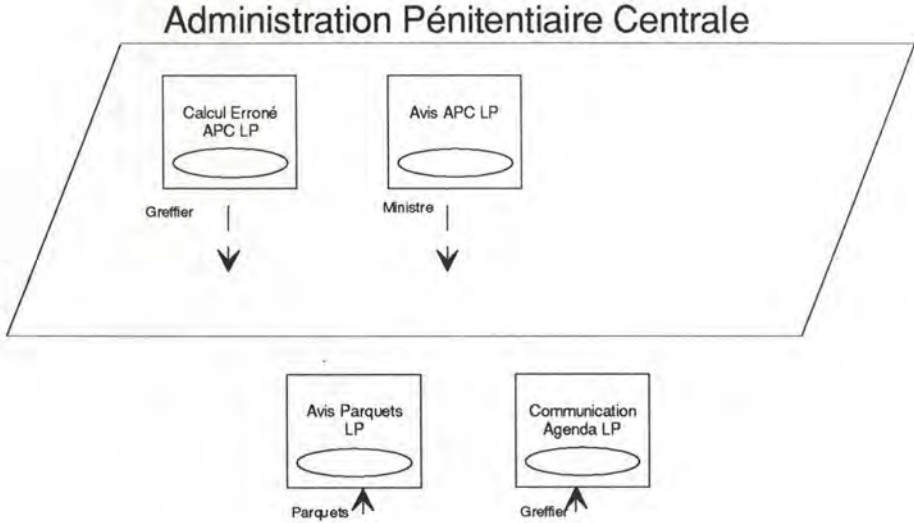 Administration Pénitentiaire Centrale
Calcul Erroné
APC LP
Avis APC LP
Greffier
Ministre
Avis Parquets
LP
Communication
Agenda LP
Parquets
Greffier